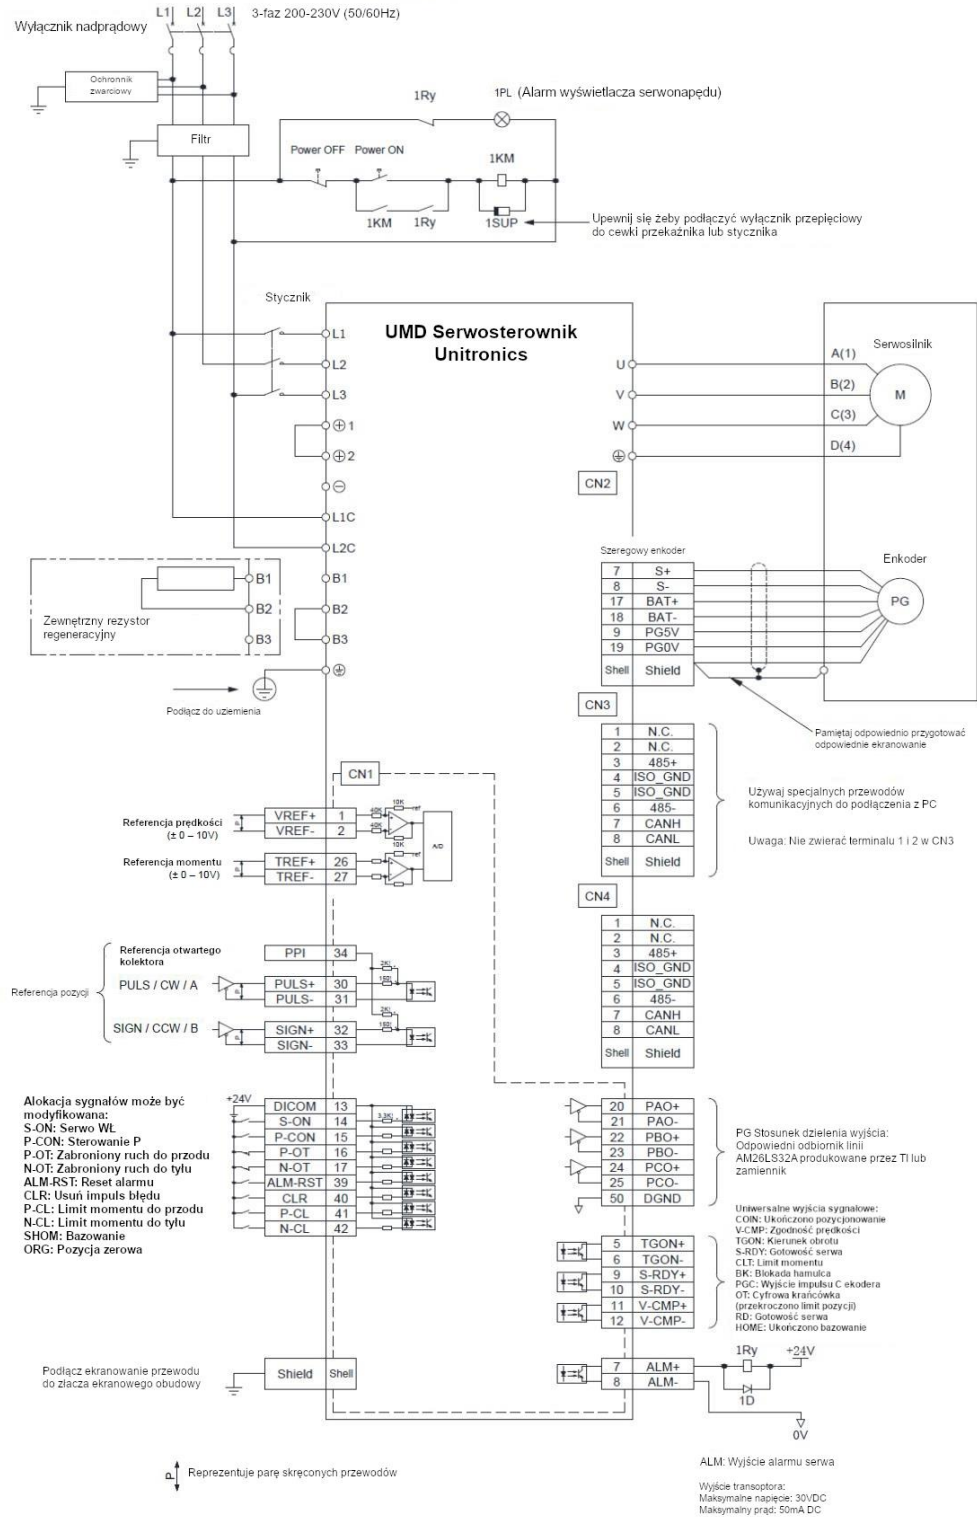 L1 L2 L3 3-faz 200-230V (50/60Hz)
Wyłącznik nadprądowy
Ochronnik
zwarciowy
Filtr
1Ry
1PL (Alarm wyświetlacza serwonapędu)
Power OFF Power ON
1KM
1KM 1Ry 1SUP
Upewnij się żeby podłączyć wyłącznik przepięciowy
do cewki przekaźnika lub stycznika
Stycznik
UMD Serwosterownik
Unitronics
L1
L2
L3
1
2
L1C
L2C
B1
B2
B3
U
V
W
CN2
A(1)
B(2)
C(3)
D(4)
Serwosilnik
M
B1
B2
B3
Zewnętrzny rezystor
regeneracyjny
Podłącz do uziemienia
Szeregowy enkoder
7 S+
8 S-
17 BAT+
18 BAT-
9 PG5V
19 PG0V
Shell Shield
Enkoder
PG
Pamiętaj odpowiednio przygotować
odpowiednie ekranowanie
CN3
1 N.C.
2 N.C.
3 485+
4 ISO_GND
5 ISO_GND
6 485-
7 CANH
8 CANL
Shell Shield
Używaj specjalnych przewodów
komunikacyjnych do podłączenia z PC
Uwaga: Nie zwierać terminalu 1 i 2 w CN3
CN4
1 N.C.
2 N.C.
3 485+
4 ISO_GND
5 ISO_GND
6 485-
7 CANH
8 CANL
Shell Shield
CN1
Referencja prędkości
(± 0 – 10V)
P
VREF+ 1
VREF- 2
40K
40K
10K
ref
10K
ref
A/D
Referencja momentu
(± 0 – 10V)
P
TREF+ 26
TREF- 27
Referencja pozycji
Referencja otwartego
kolektora
PPI 34
PULS / CW / A
P
PULS+ 30
PULS- 31
SIGN / CCW / B
P
SIGN+ 32
SIGN- 33
Alokacja sygnałów może być
modyfikowana:
S-ON: Serwo WŁ
P-CON: Sterowanie P
P-OT: Zabroniony ruch do przodu
N-OT: Zabroniony ruch do tyłu
ALM-RST: Reset alarmu
CLR: Usuń impuls błędu
P-CL: Limit momentu do przodu
N-CL: Limit momentu do tyłu
SHOM: Bazowanie
ORG: Pozycja zerowa
+24V
DICOM 13
S-ON 14
P-CON 15
P-OT 16
N-OT 17
ALM-RST 39
CLR 40
P-CL 41
N-CL 42
20 PAO+
21 PAO-
22 PBO+
23 PBO-
24 PCO+
25 PCO-
50 DGND
PG Stosunek dzielenia wyjścia:
Odpowiedni odbiornik linii
AM26LS32A produkowane przez TI lub
zamiennik
5 TGON+
6 TGON-
9 S-RDY+
10 S-RDY-
11 V-CMP+
12 V-CMP-
Uniwersalne wyjścia sygnałowe:
COIN: Ukończono pozycjonowanie
V-CMP: Zgodność prędkości
TGON: Kierunek obrotu
S-RDY: Gotowość serwa
CLT: Limit momentu
BK: Blokada hamulca
PGC: Wyjście impulsu C ekodera
OT: Cyfrowa krańcówka
(przekroczono limit pozycji)
RD: Gotowość serwa
HOME: Ukończono bazowanie
7 ALM+
8 ALM-
1Ry
+24V
1D
0V
Podłącz ekranowanie przewodu
do złącza ekranowego obudowy
Shield Shell
P
Reprezentuje parę skręconych przewodów
ALM: Wyjście alarmu serwa
Wyjście transoptora:
Maksymalne napięcie: 30VDC
Maksymalny prąd: 50mA DC